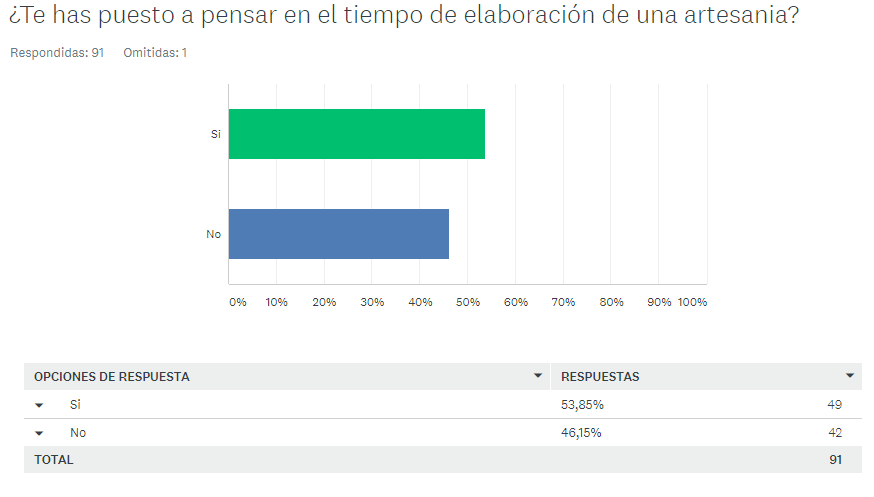 ¿Te has puesto a pensar en el tiempo de elaboración de una artesania?
Respondidas: 91 Omitidas: 1
Si
No
0% 10% 20% 30% 40% 50% 60% 70% 80% 90% 100%
OPCIONES DE RESPUESTA RESPUESTAS
Si 53,85% 49
No 46,15% 42
TOTAL 91